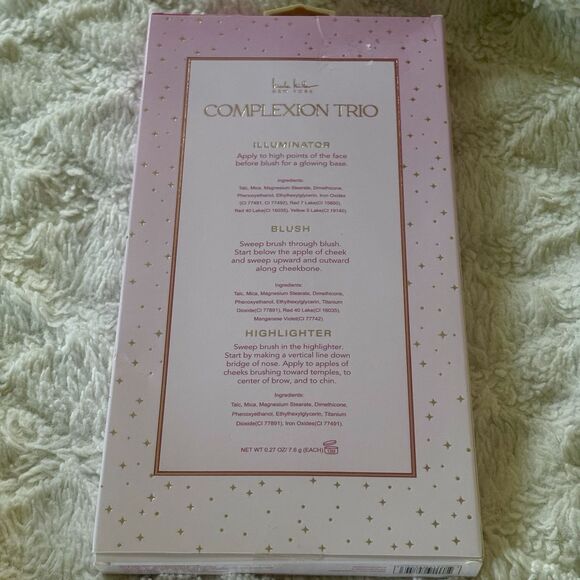 NEW YORK
COMPLEXION TRIO
ILLUMINATOR
Apply to high points of the face
before blush for a glowing base.
Ingredients:
Talc, Mica, Magnesium Stearate, Dimethicone,
Phenoxyethanol, Ethylhexylglycerin, Iron Oxides
(CI 77491, CI 77492), Red 7 Lake(CI 15850),
Red 40 Lake(CI 16035), Yellow 5 Lake(CI 19140).
BLUSH
Sweep brush through blush.
Start below the apple of cheek
and sweep upward and outward
along cheekbone.
Ingredients:
Talc, Mica, Magnesium Stearate, Dimethicone,
Phenoxyethanol, Ethylhexylglycerin, Titanium
Dioxide(CI 77891), Red 40 Lake(CI 16035),
Manganese Violet(CI 77742).
HIGHLIGHTER
Sweep brush in the highlighter.
Start by making a vertical line down
bridge of nose. Apply to apples of
cheeks brushing toward temples, to
center of brow, and to chin.
Ingredients:
Talc, Mica, Magnesium Stearate, Dimethicone,
Phenoxyethanol, Ethylhexylglycerin, Titanium
Dioxide(CI 77891), Iron Oxides(CI 77491).
NET WT 0.27 OZ/ 7.6 g (EACH)